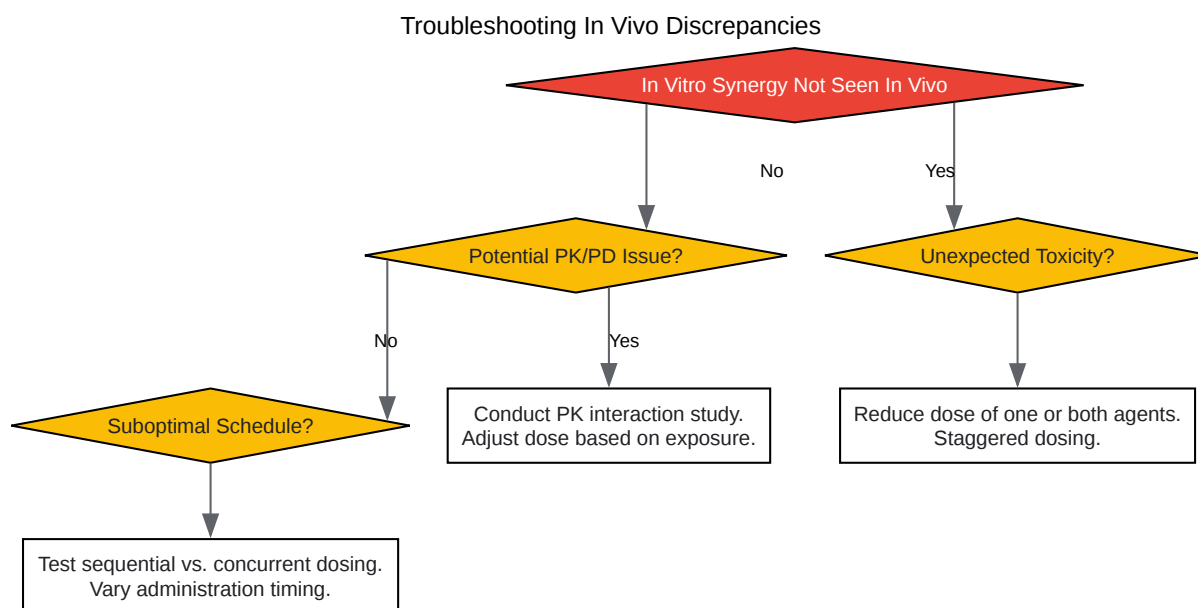 Troubleshooting In Vivo Discrepancies
In Vitro Synergy Not Seen In Vivo
No
Yes
Potential PK/PD Issue?
Unexpected Toxicity?
No
Yes
Suboptimal Schedule?
Conduct PK interaction study.
Adjust dose based on exposure.
Reduce dose of one or both agents.
Staggered dosing.
Test sequential vs. concurrent dosing.
Vary administration timing.